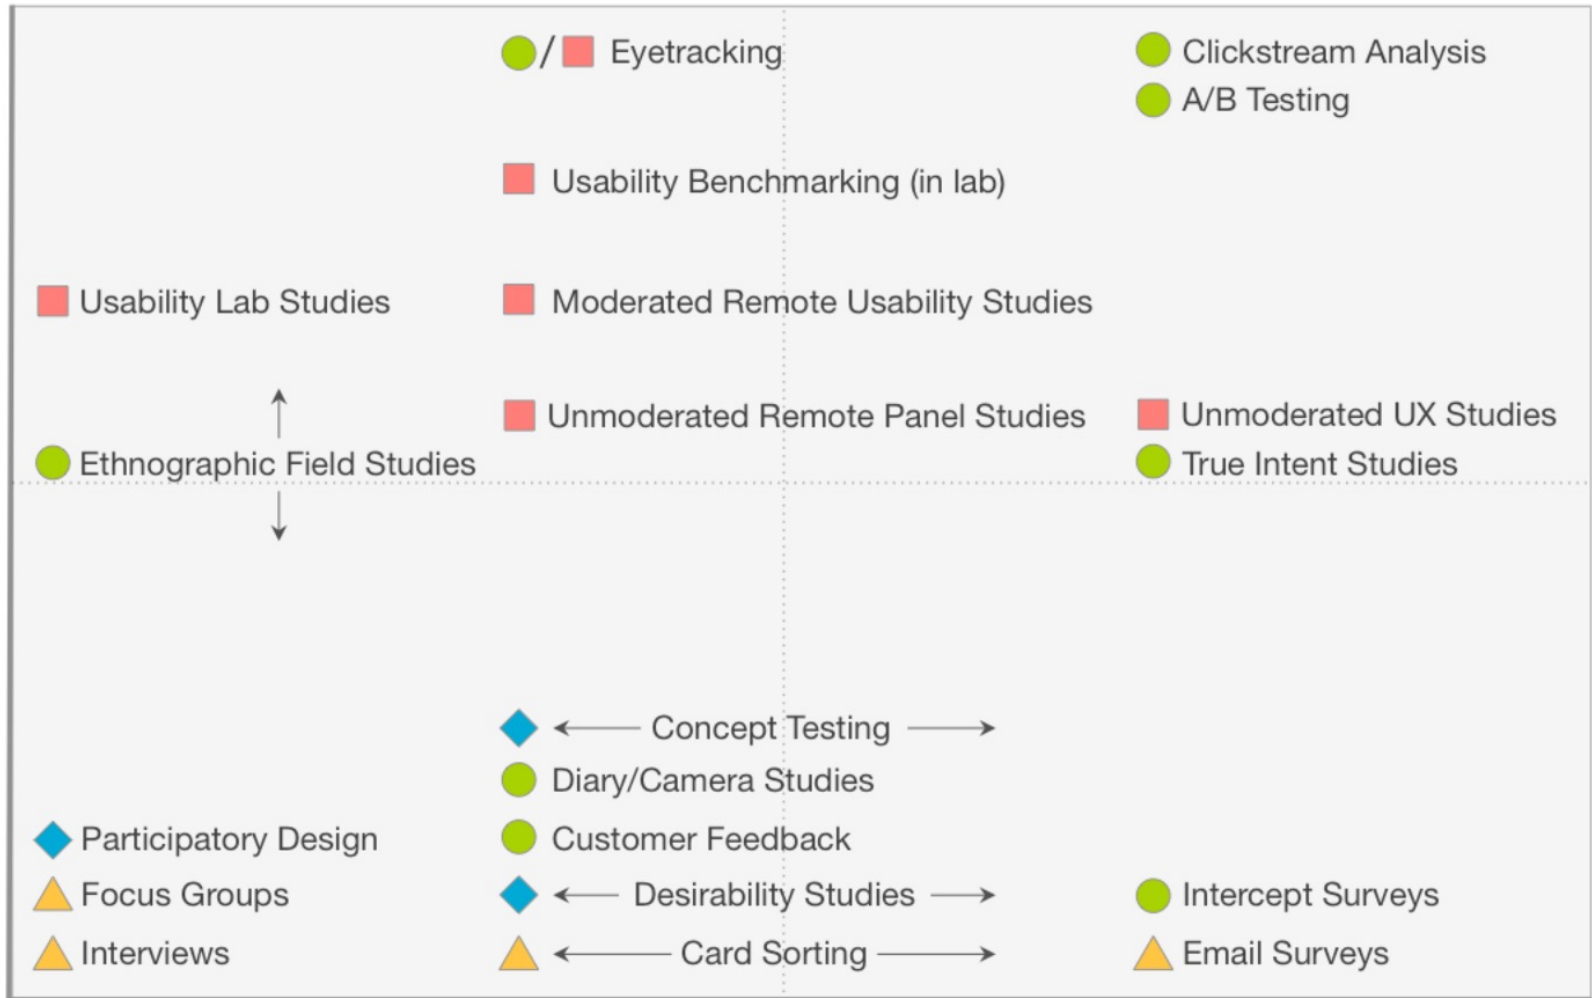 / Eyetracking
Clickstream Analysis
A/B Testing
Usability Benchmarking (in lab)
Usability Lab Studies
Moderated Remote Usability Studies
Unmoderated Remote Panel Studies
Unmoderated UX Studies
Ethnographic Field Studies
True Intent Studies
Concept Testing
Diary/Camera Studies
Participatory Design
Customer Feedback
Focus Groups
Desirability Studies
Intercept Surveys
Interviews
Card Sorting
Email Surveys